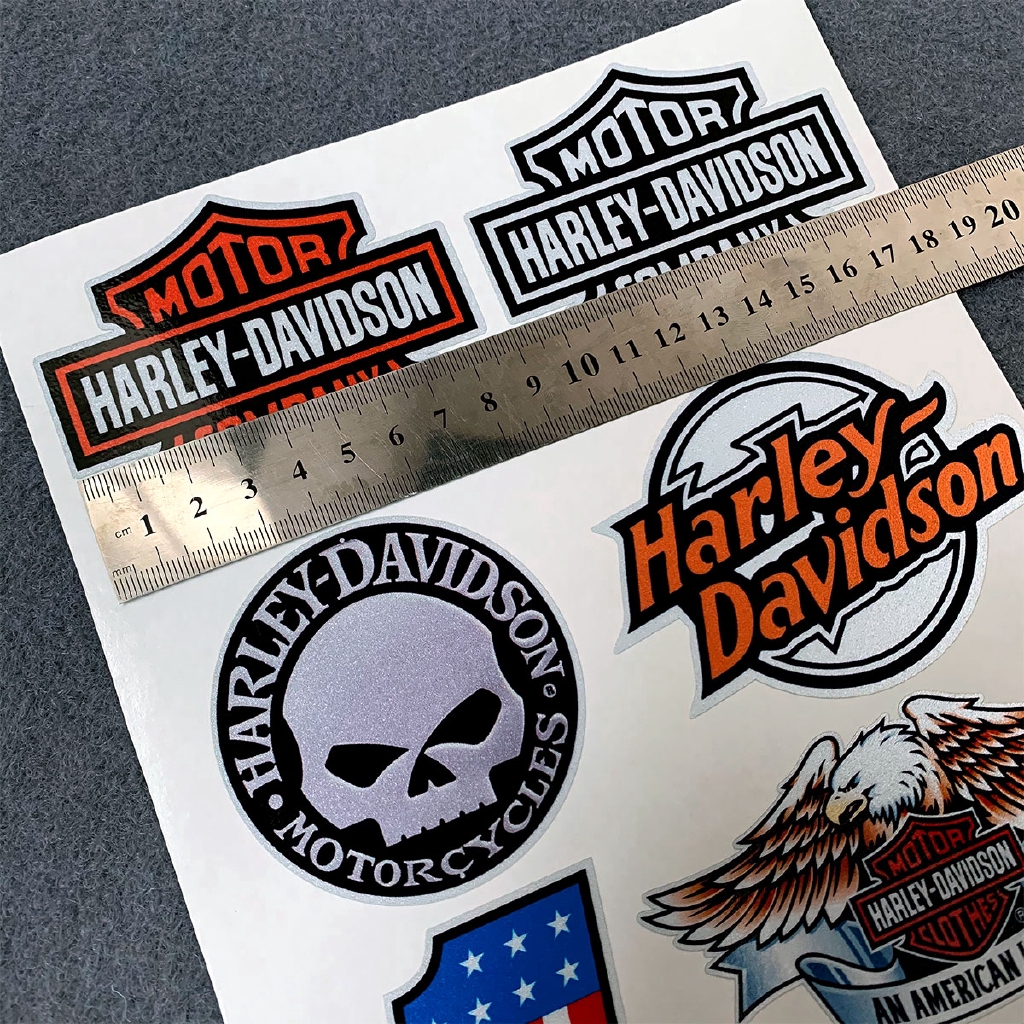 MOTOR
HARLEY-DAVIDSON
MOTOR
HARLEY-DAVIDSON
COMPANY
cm 1 2 3 4 5 6 7 8 9 10 11 12 13 14 15 16 17 18 19 20
mm
HARLEY-DAVIDSON
MOTORCYCLES
Harley-
Davidson
MOTOR
HARLEY-DAVIDSON
CLOTHES
AN AMERICAN